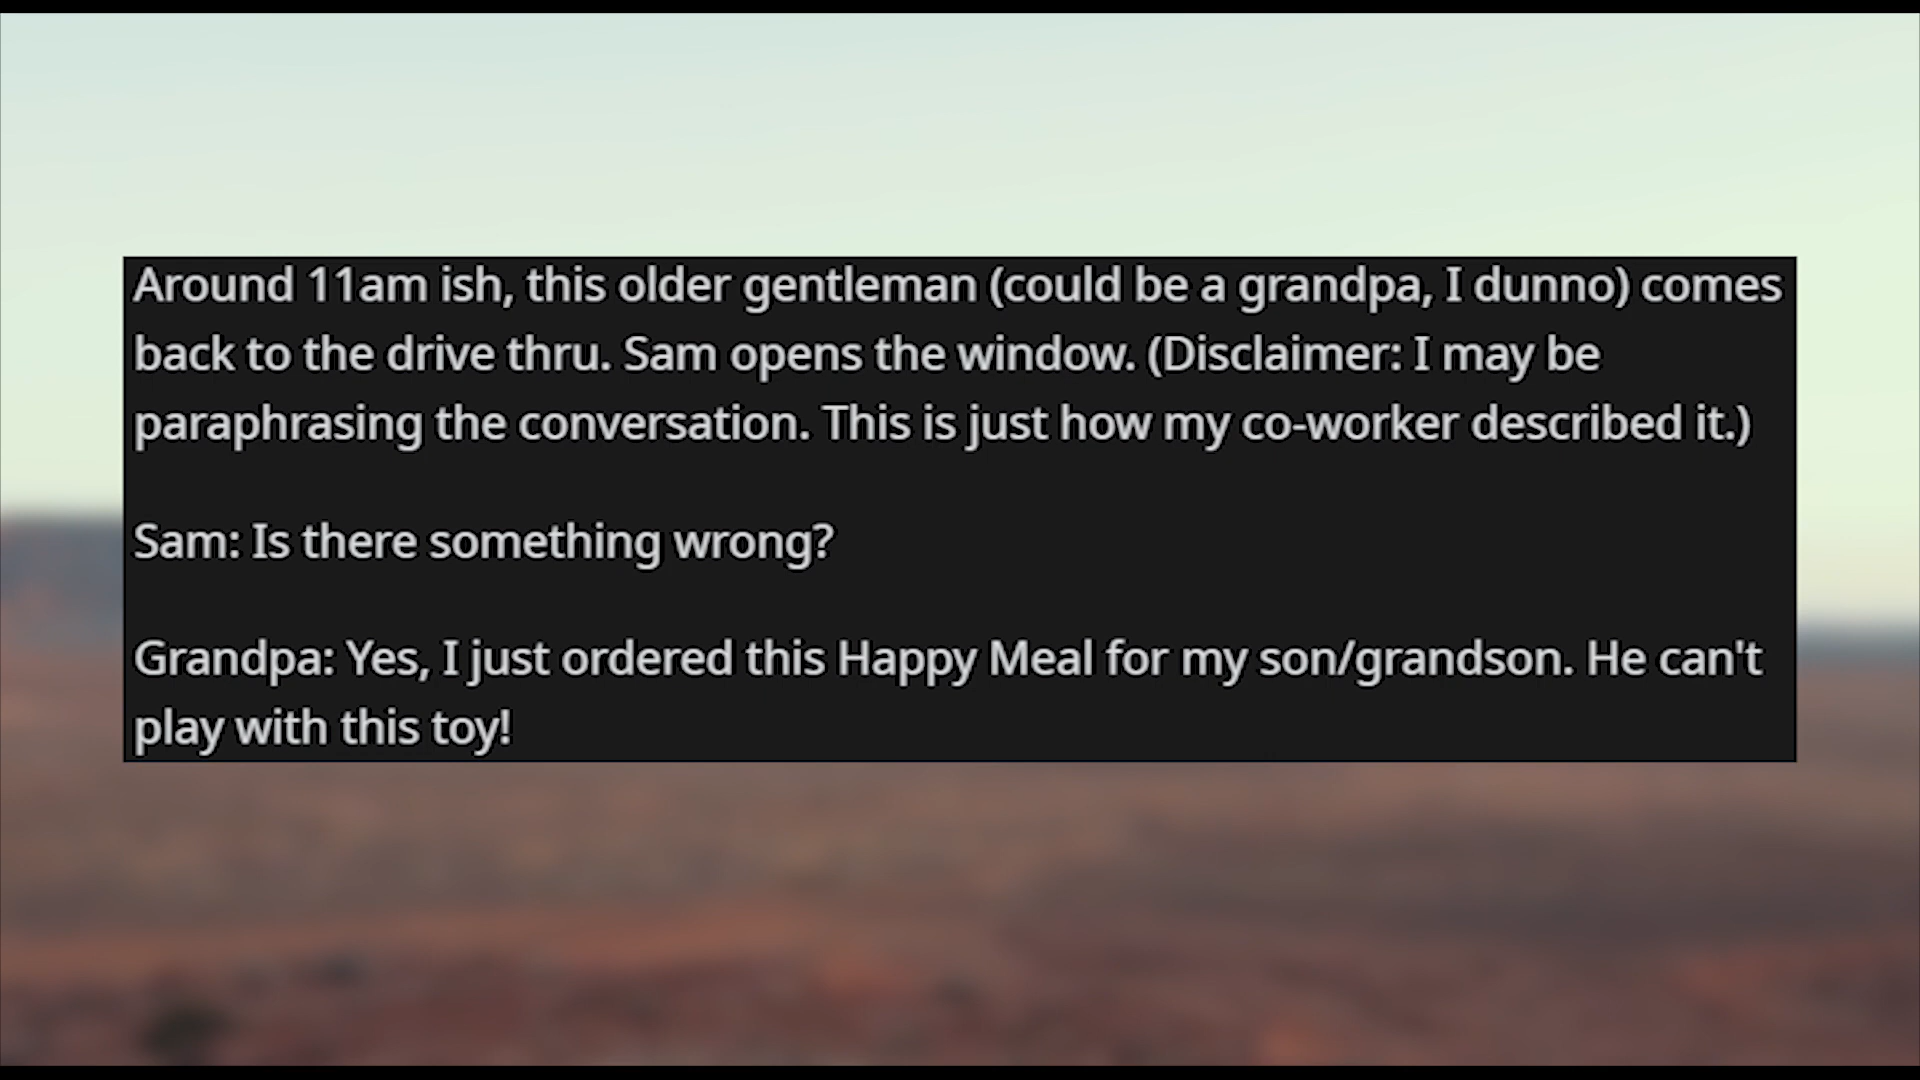 Around 11am ish, this older gentleman (could be a grandpa, I dunno) comes
back to the drive thru. Sam opens the window. (Disclaimer: I may be
paraphrasing the conversation. This is just how my co-worker described it.)
Sam: Is there something wrong?
Grandpa: Yes, I just ordered this Happy Meal for my son/grandson. He can't
play with this toy!